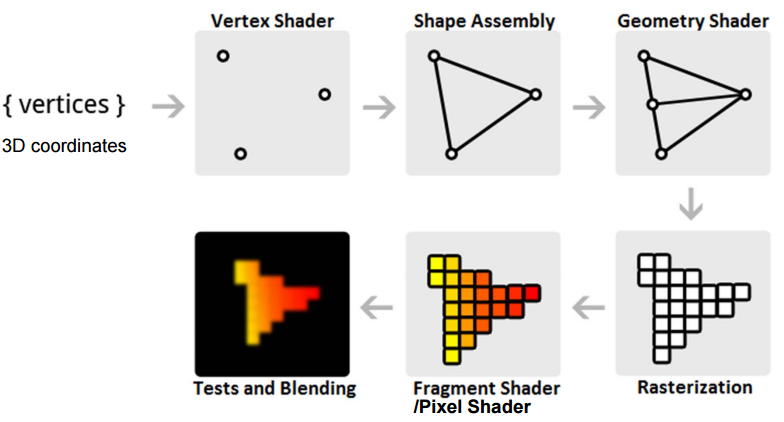 Vertex Shader
Shape Assembly
Geometry Shader
{ vertices }
3D coordinates
Tests and Blending
Fragment Shader
/Pixel Shader
Rasterization